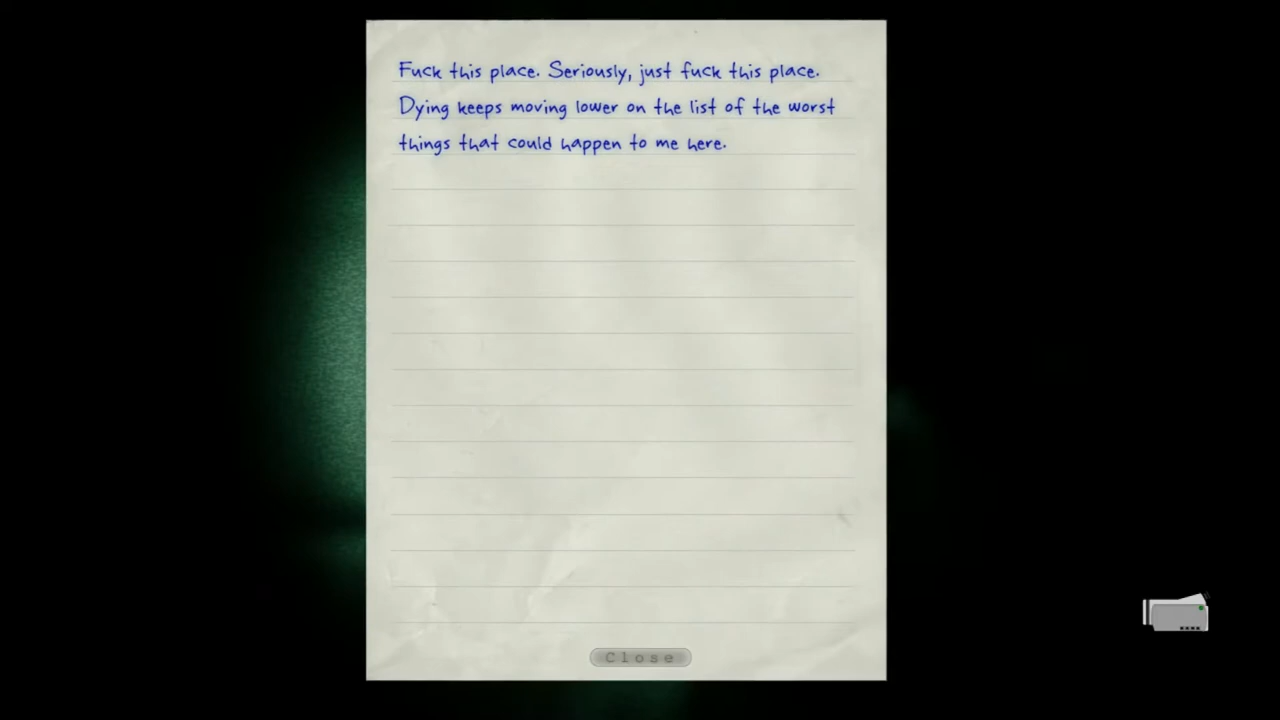 Fuck this place. Seriously, just fuck this place.
Dying keeps moving lower on the list of the worst
things that could happen to me here.
Close